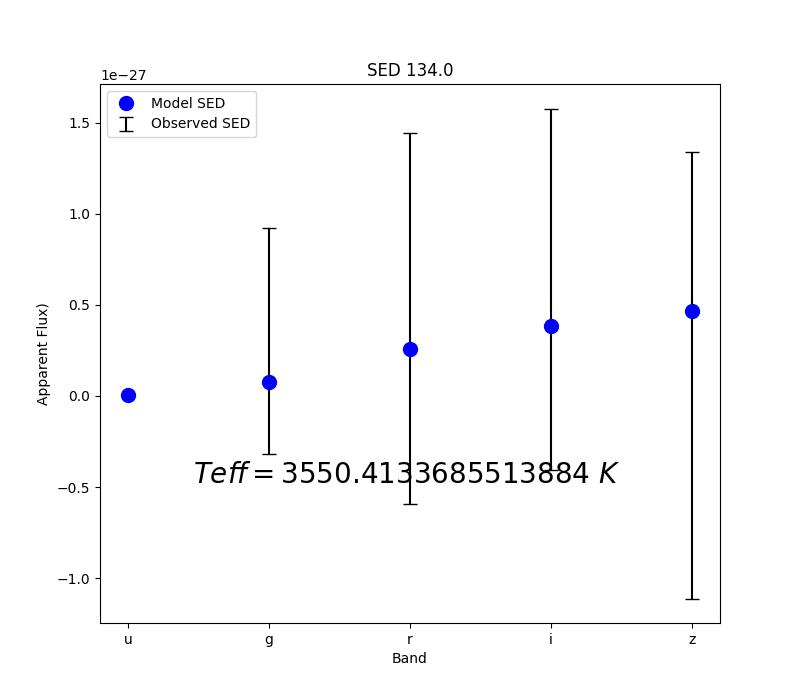 SED 134.0
1e−27
Model SED
Observed SED
1.5
1.0
0.5
0.0
−0.5
−1.0
Apparent Flux)
Teff = 3550.4133685513884 K
u g r i z
Band